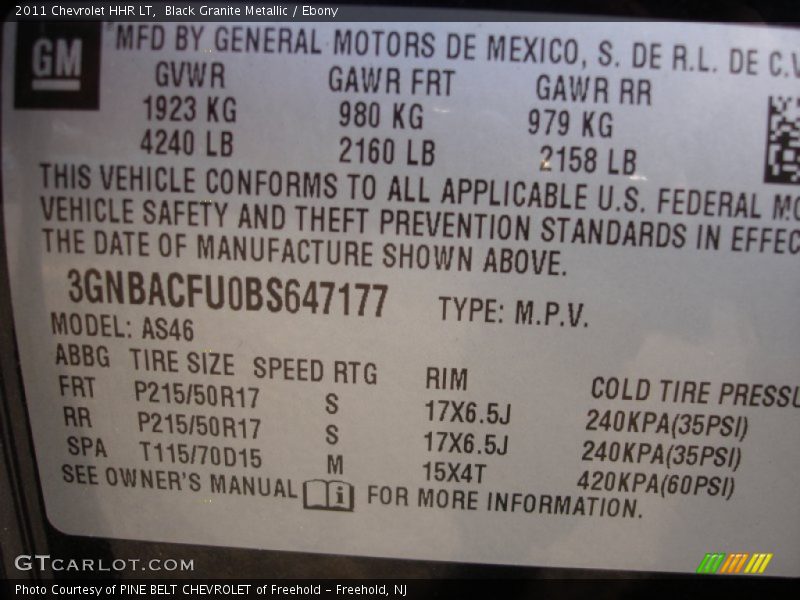 2011 Chevrolet HHR LT, Black Granite Metallic / Ebony
GM
MFD BY GENERAL MOTORS DE MEXICO, S. DE R.L. DE C.V
GVWR GAWR FRT GAWR RR
1923 KG 980 KG 979 KG
4240 LB 2160 LB 2158 LB
THIS VEHICLE CONFORMS TO ALL APPLICABLE U.S. FEDERAL MO
VEHICLE SAFETY AND THEFT PREVENTION STANDARDS IN EFFEC
THE DATE OF MANUFACTURE SHOWN ABOVE.
3GNBACFU0BS647177 TYPE: M.P.V.
MODEL: AS46
ABBG TIRE SIZE SPEED RTG RIM COLD TIRE PRESSU
FRT P215/50R17 S 17X6.5J 240KPA(35PSI)
RR P215/50R17 S 17X6.5J 240KPA(35PSI)
SPA T115/70D15 M 15X4T 420KPA(60PSI)
SEE OWNER'S MANUAL i FOR MORE INFORMATION.
GTCARLOT.COM
Photo Courtesy of PINE BELT CHEVROLET of Freehold - Freehold, NJ